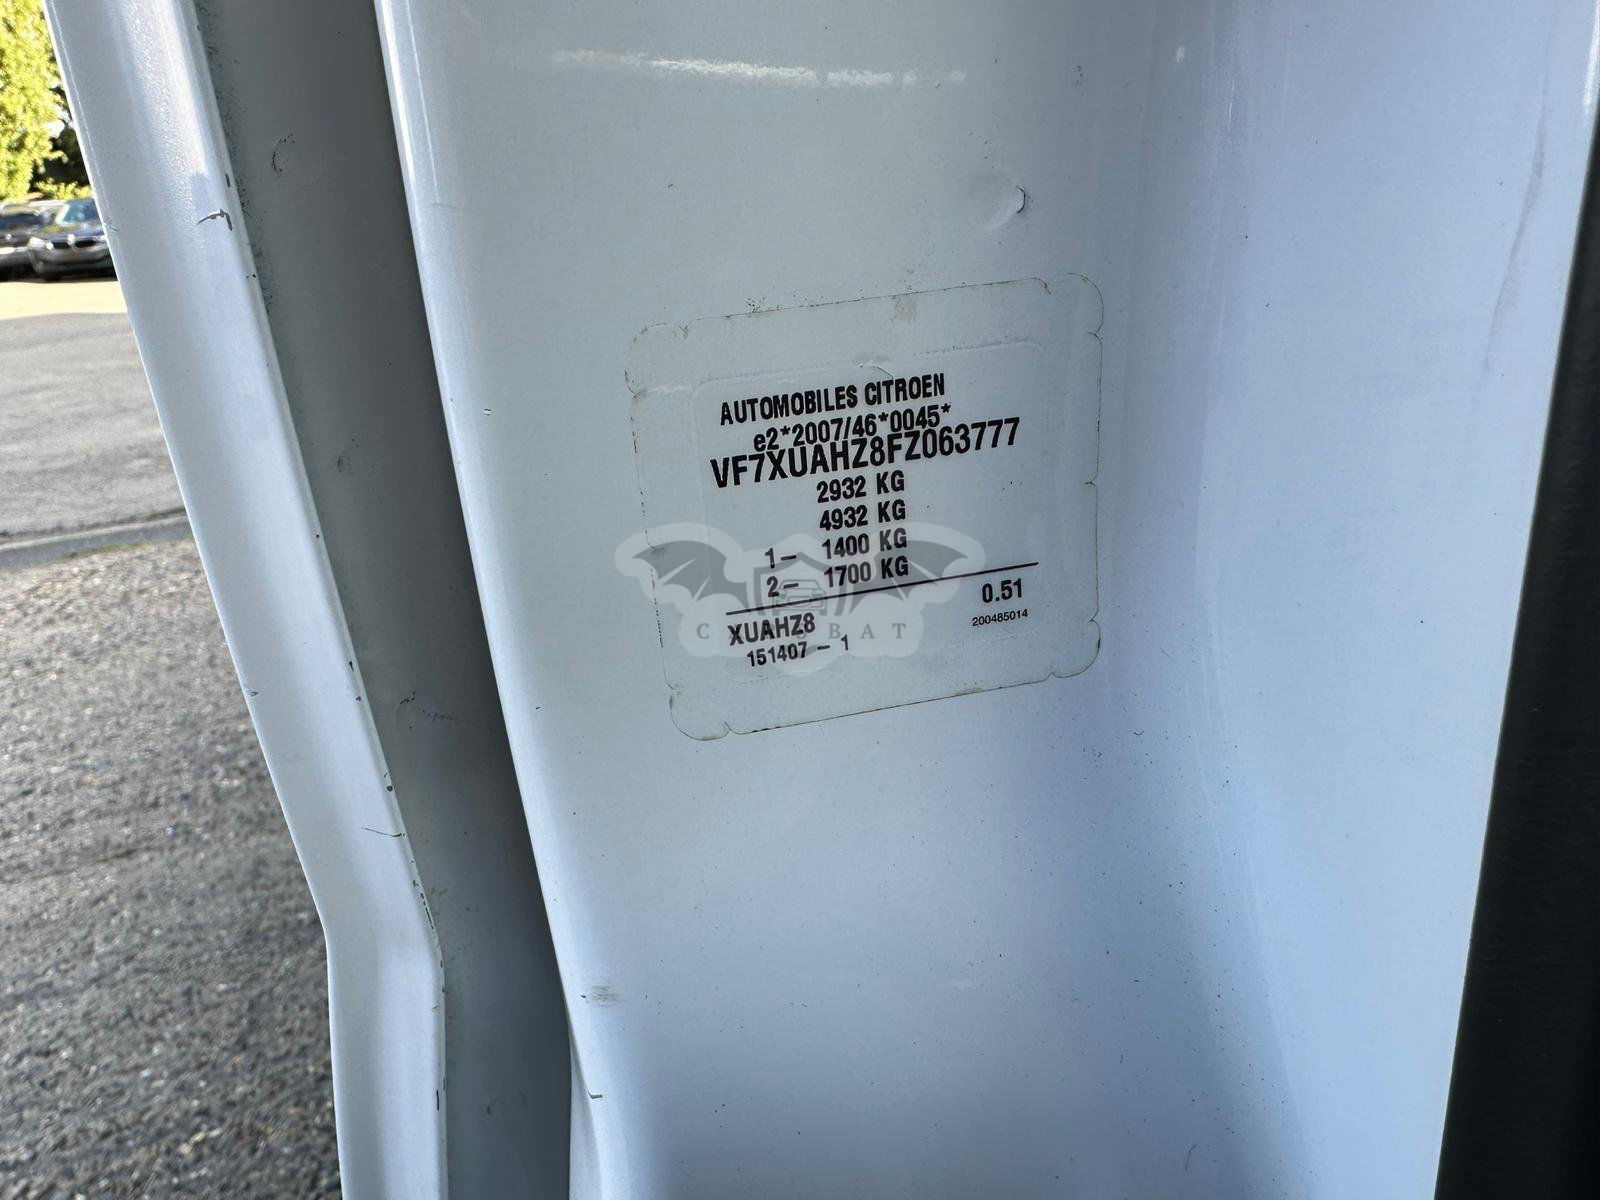 AUTOMOBILES CITROEN
e2*2007/46*0045*
VF7XUAHZ8FZ063777
2932 KG
4932 KG
1- 1400 KG
2- 1700 KG
XUAHZ8 0.51
151407 - 1 200485014